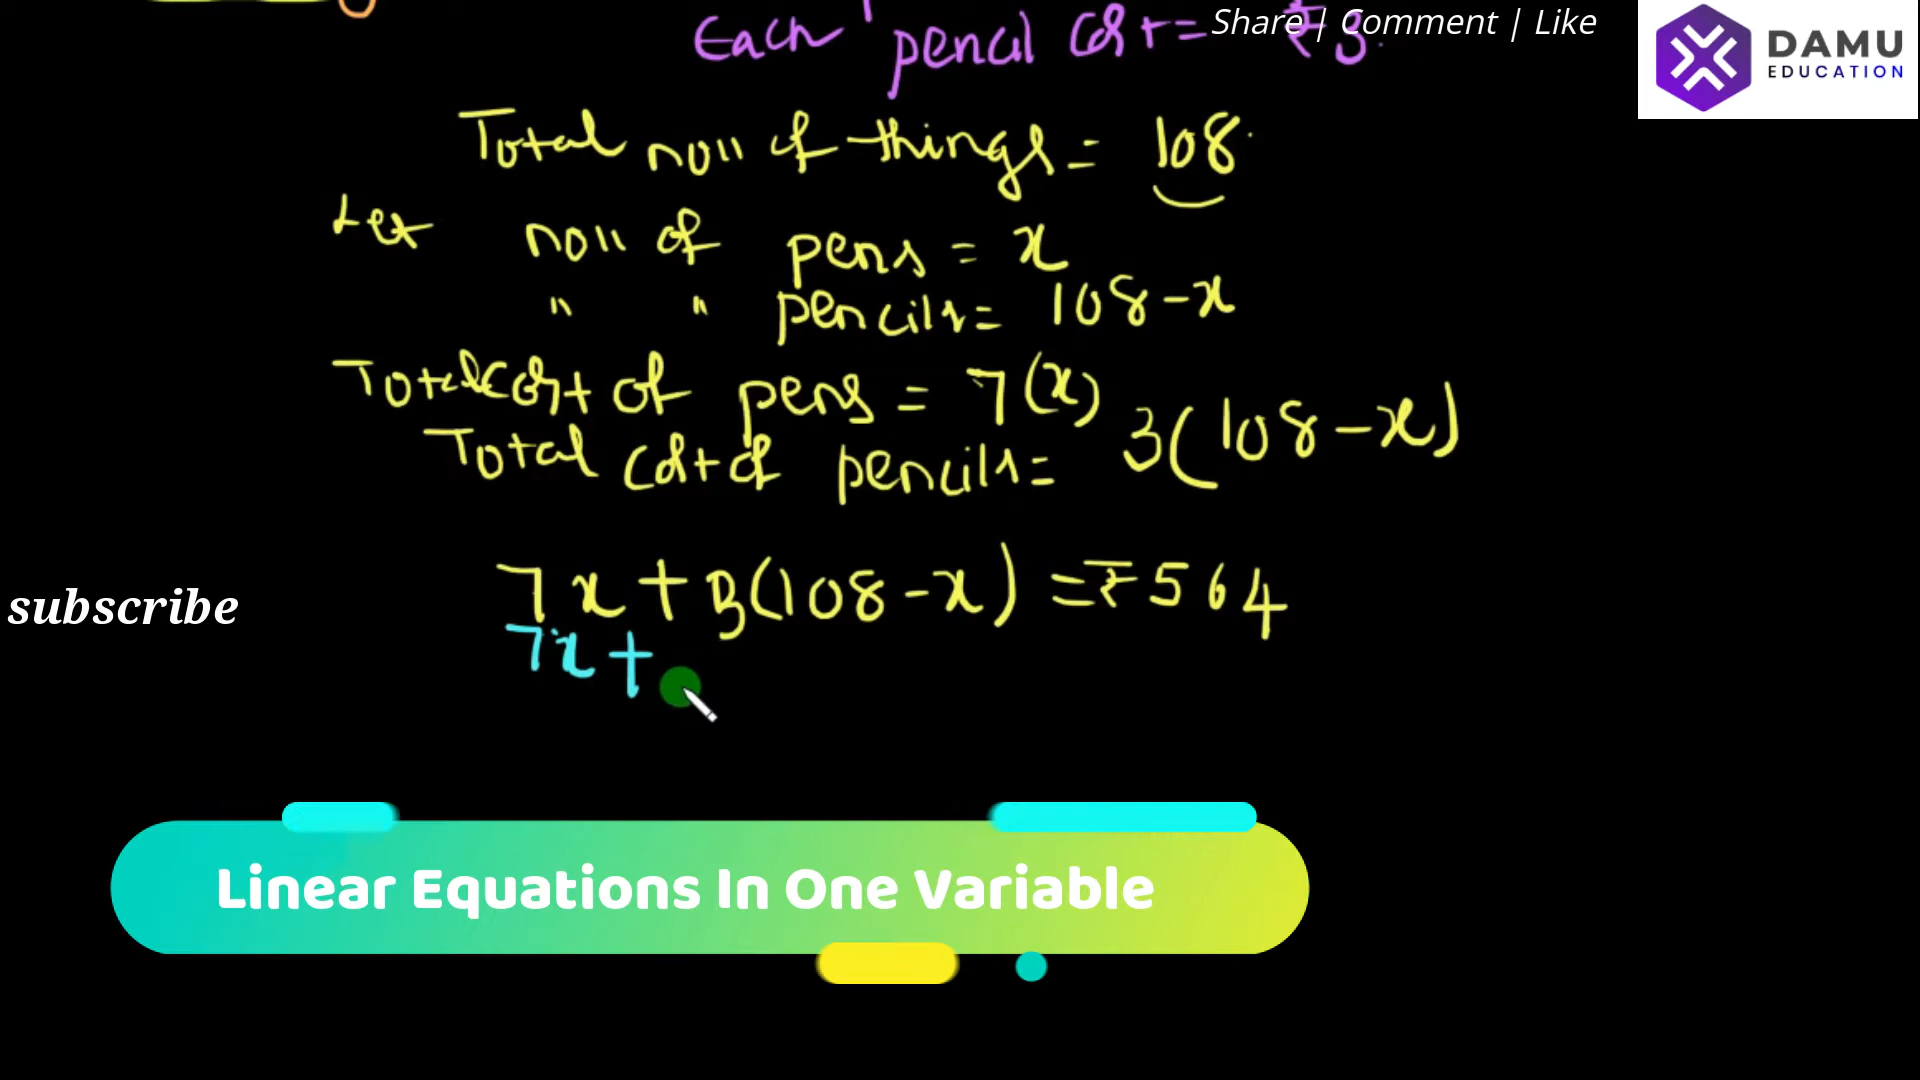 Each pencil Cost = ₹ 3.
Share | Comment | Like
DAMU
EDUCATION
Total no" of things = 108.
Let no" of pens = x
" " pencils = 108-x
Total Cost of pens = 7(x)
Total Cost of pencils = 3(108-x)
7x + 3(108-x) = ₹564
subscribe
7x +
Linear Equations In One Variable